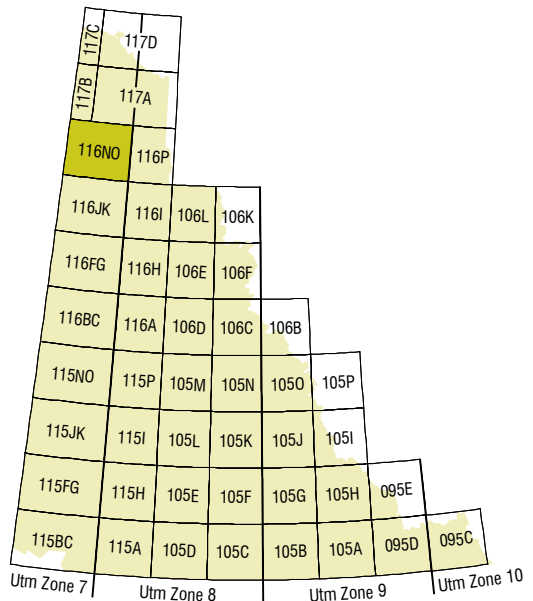 117C 117D
117B 117A
116NO 116P
116JK 116I 106L 106K
116FG 116H 106E 106F
116BC 116A 106D 106C 106B
115NO 115P 105M 105N 105O 105P
115JK 115I 105L 105K 105J 105I
115FG 115H 105E 105F 105G 105H 095E
115BC 115A 105D 105C 105B 105A 095D 095C
Utm Zone 7 Utm Zone 8 Utm Zone 9 Utm Zone 10